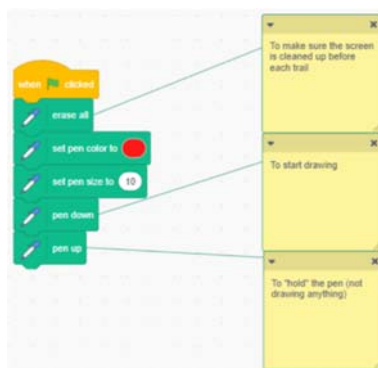 when clicked
erase all
set pen color to
set pen size to 10
pen down
pen up
To make sure the screen
is cleaned up before
each trail
To start drawing
To "hold" the pen (not
drawing anything)